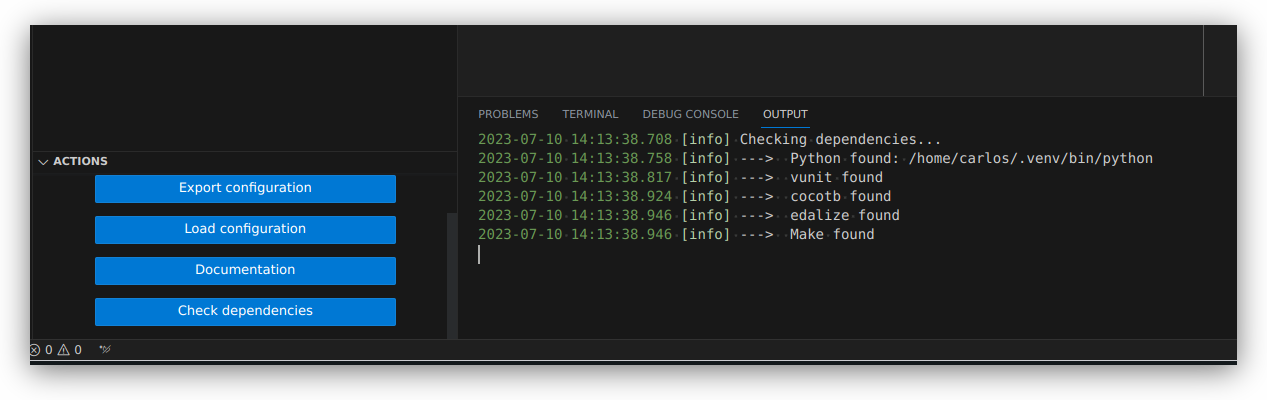 PROBLEMS TERMINAL DEBUG CONSOLE OUTPUT
2023-07-10 14:13:38.708 [info] Checking dependencies...
2023-07-10 14:13:38.758 [info] ---> Python found: /home/carlos/.venv/bin/python
2023-07-10 14:13:38.817 [info] ---> vunit found
2023-07-10 14:13:38.924 [info] ---> cocotb found
2023-07-10 14:13:38.946 [info] ---> edalize found
2023-07-10 14:13:38.946 [info] ---> Make found
ACTIONS
Export configuration
Load configuration
Documentation
Check dependencies
0 0